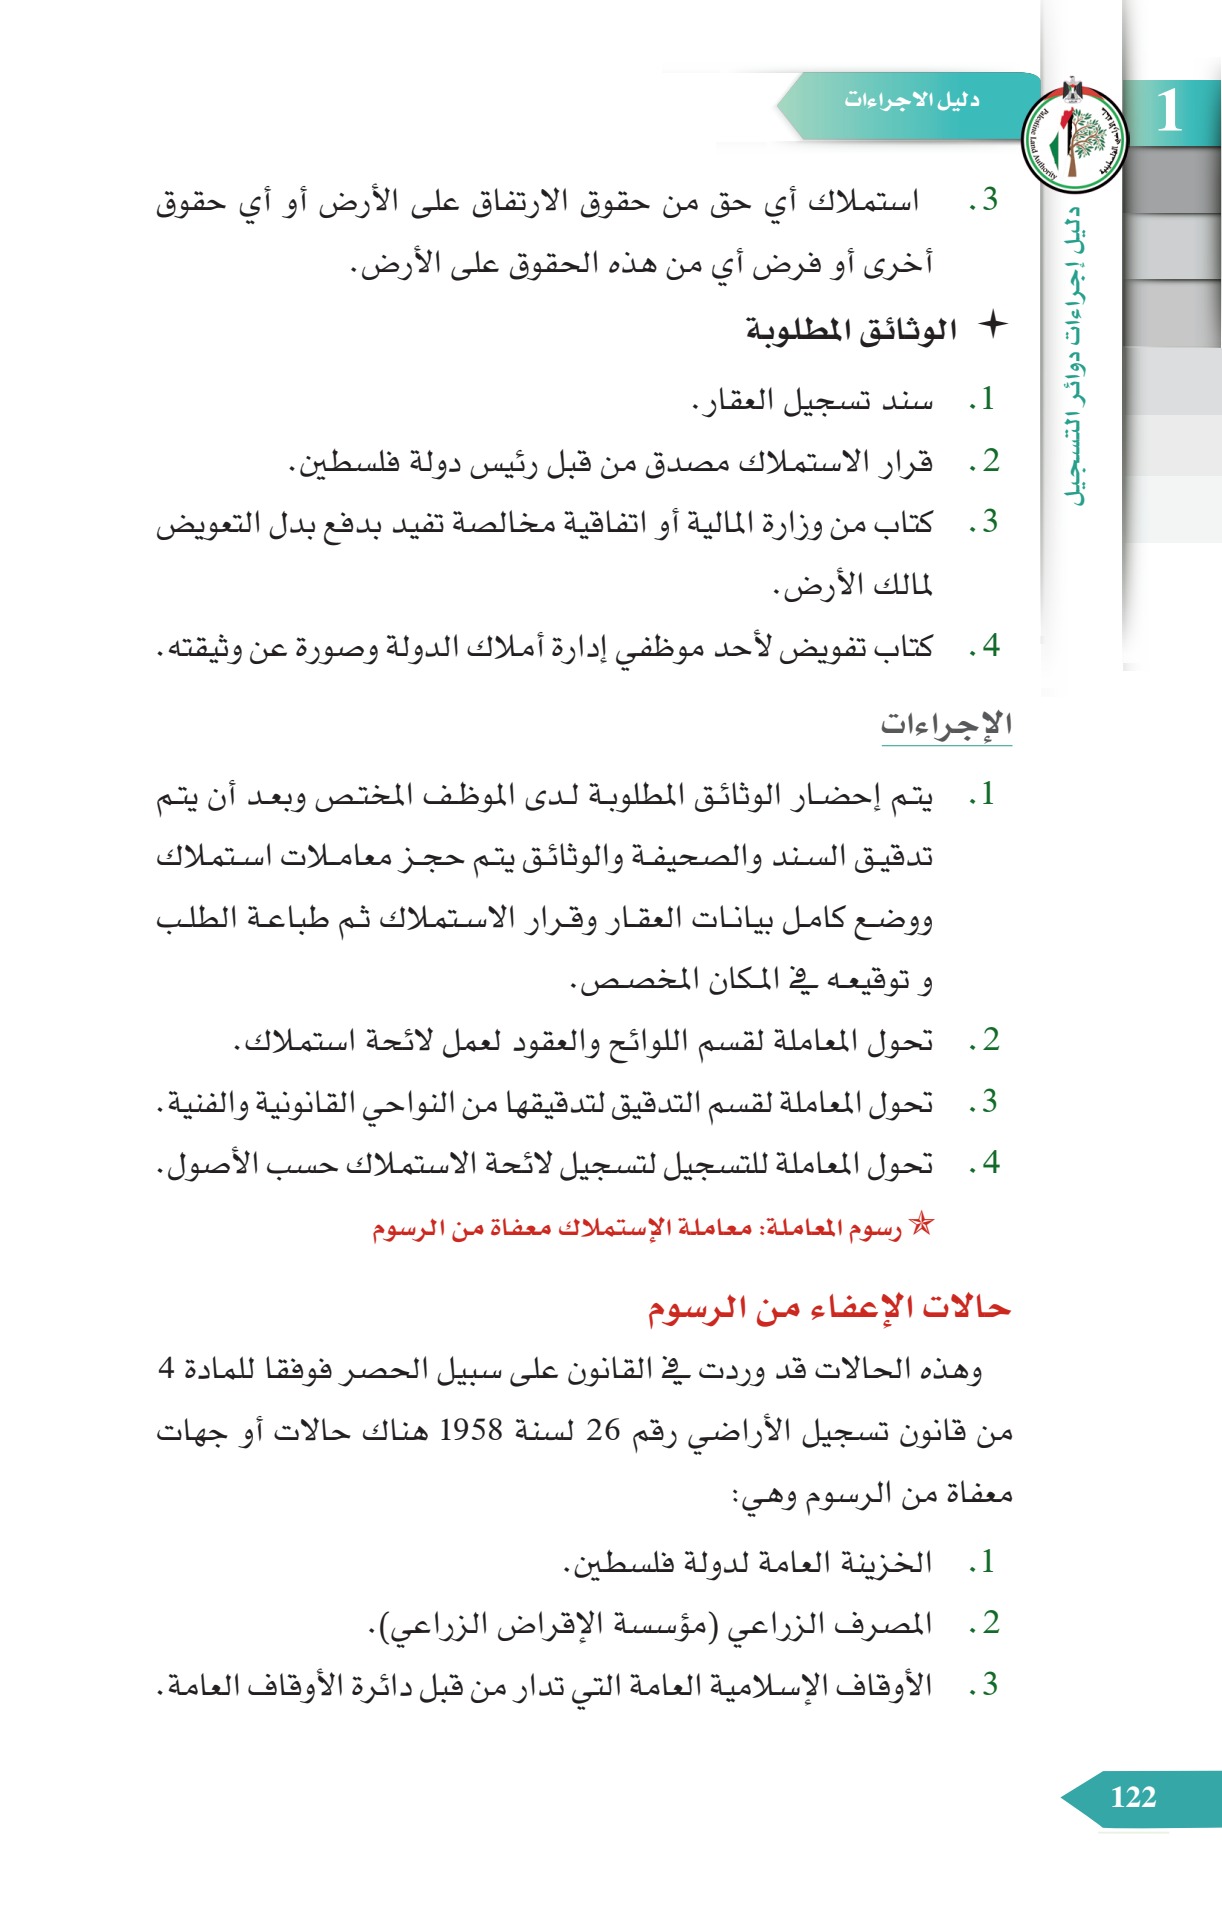 دليل الاجراءات
1
Palestine Land Authority
دليل إجراءات دوائر التسجيل
3. استملاك أي حق من حقوق الارتفاق على الأرض أو أي حقوق
أخرى أو فرض أي من هذه الحقوق على الأرض.
الوثائق المطلوبة
1. سند تسجيل العقار.
2. قرار الاستملاك مصدق من قبل رئيس دولة فلسطين.
3. كتاب من وزارة المالية أو اتفاقية مخالصة تفيد بدفع بدل التعويض
لمالك الأرض.
4. كتاب تفويض لأحد موظفي إدارة أملاك الدولة وصورة عن وثيقته.
الإجراءات
1. يتم إحضار الوثائق المطلوبة لدى الموظف المختص وبعد أن يتم
تدقيق السند والصحيفة والوثائق يتم حجز معاملات استملاك
ووضع كامل بيانات العقار وقرار الاستملاك ثم طباعة الطلب
و توقيعه في المكان المخصص.
2. تحول المعاملة لقسم اللوائح والعقود لعمل لائحة استملاك.
3. تحول المعاملة لقسم التدقيق لتدقيقها من النواحي القانونية والفنية.
4. تحول المعاملة للتسجيل لتسجيل لائحة الاستملاك حسب الأصول.
رسوم المعاملة: معاملة الإستملاك معفاة من الرسوم
حالات الإعفاء من الرسوم
وهذه الحالات قد وردت في القانون على سبيل الحصر فوفقا للمادة 4
من قانون تسجيل الأراضي رقم 26 لسنة 1958 هناك حالات أو جهات
معفاة من الرسوم وهي:
1. الخزينة العامة لدولة فلسطين.
2. المصرف الزراعي (مؤسسة الإقراض الزراعي).
3. الأوقاف الإسلامية العامة التي تدار من قبل دائرة الأوقاف العامة.
122